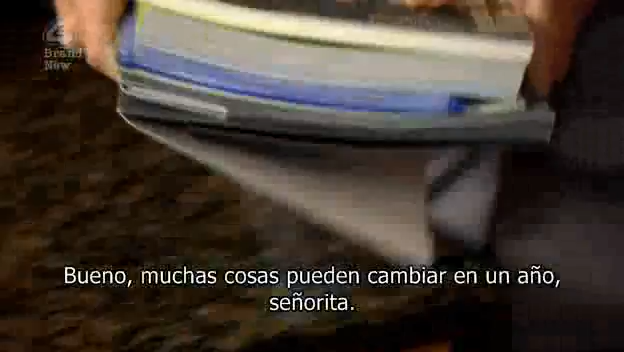 Brand
New
Bueno, muchas cosas pueden cambiar en un año,
señorita.